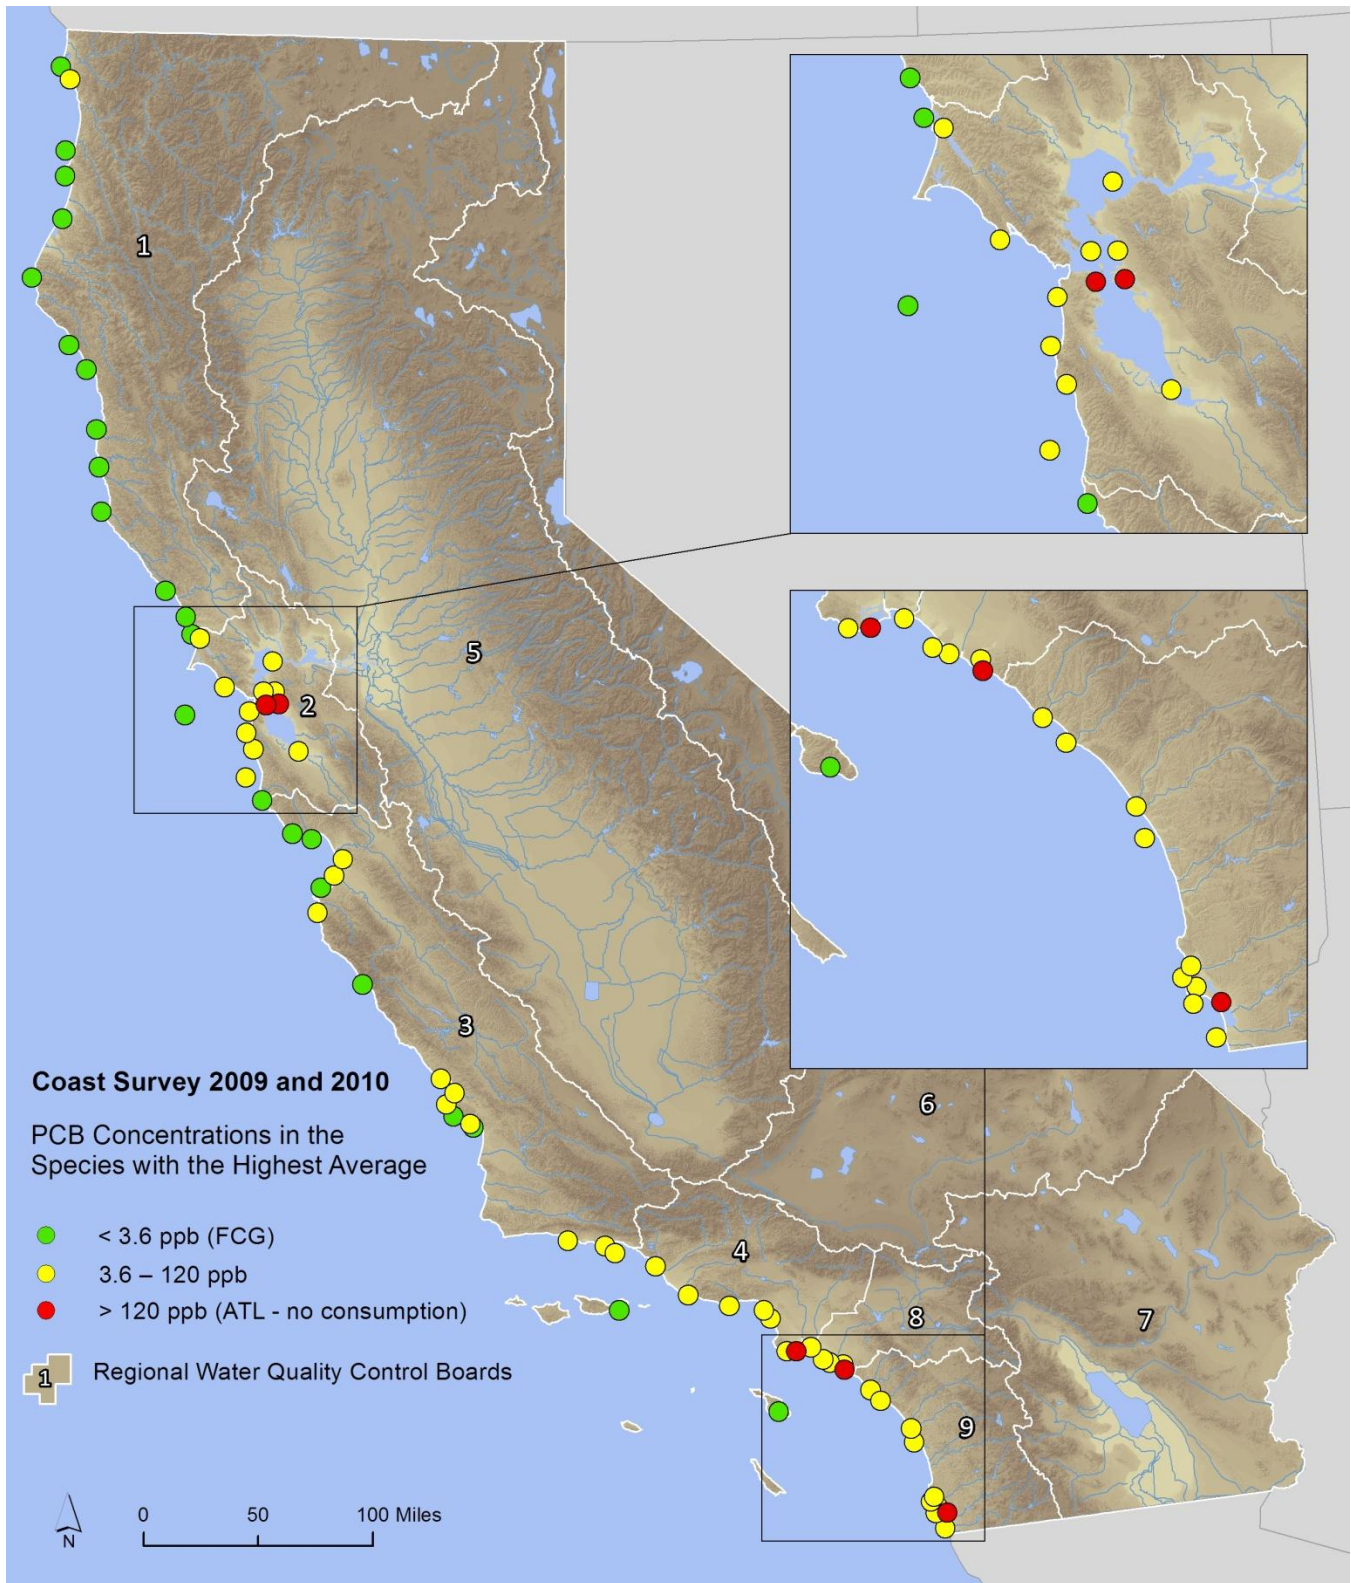 1
2
5
3
Coast Survey 2009 and 2010
PCB Concentrations in the
Species with the Highest Average
< 3.6 ppb (FCG)
3.6 – 120 ppb
> 120 ppb (ATL - no consumption)
1 Regional Water Quality Control Boards
N
0 50 100 Miles
6
4
8
7
9